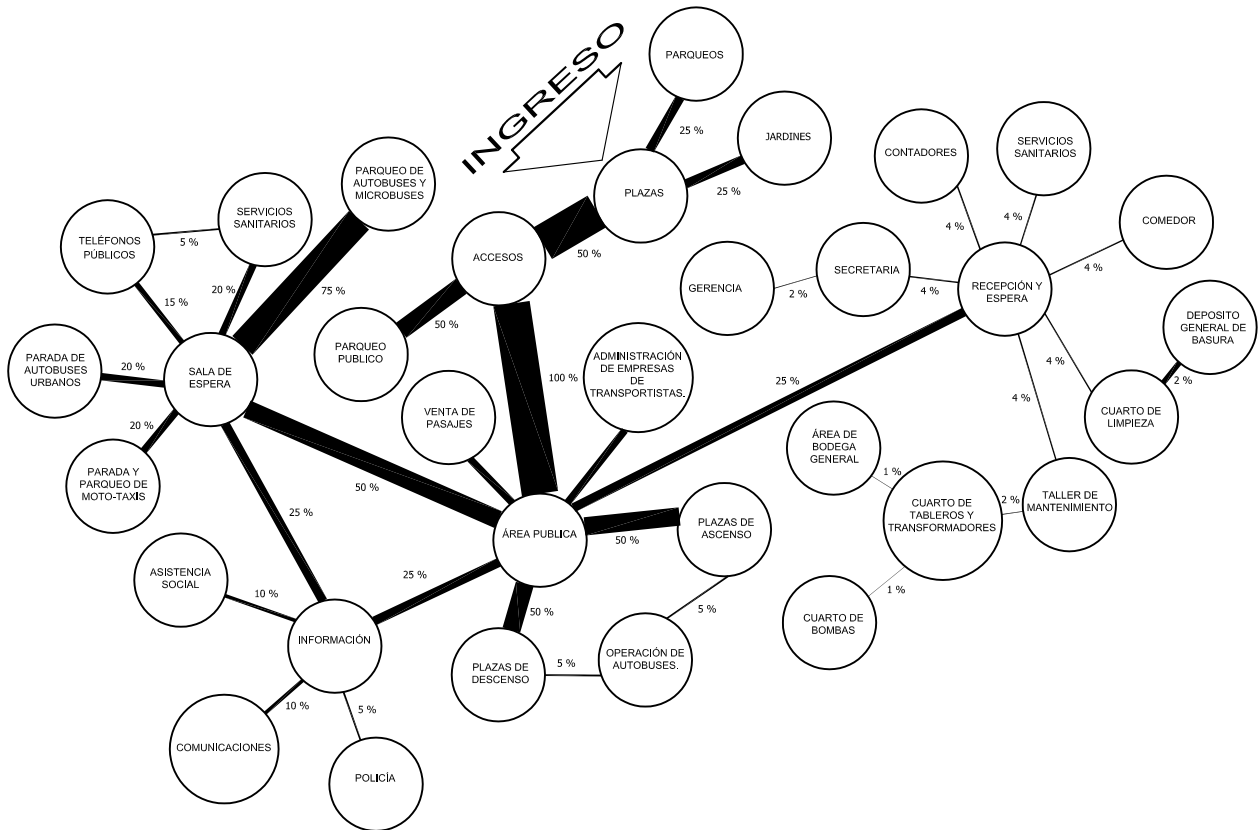 INGRESO
PARQUEOS
25 %
JARDINES
25 %
PLAZAS
50 %
ACCESOS
50 %
PARQUEO
PUBLICO
100 %
PARQUEO DE
AUTOBUSES Y
MICROBUSES
75 %
SERVICIOS
SANITARIOS
20 %
5 %
TELÉFONOS
PÚBLICOS
15 %
PARADA DE
AUTOBUSES
URBANOS
20 %
SALA DE
ESPERA
20 %
PARADA Y
PARQUEO DE
MOTO-TAXIS
50 %
25 %
VENTA DE
PASAJES
ADMINISTRACIÓN
DE EMPRESAS
DE
TRANSPORTISTAS.
25 %
ÁREA PUBLICA
50 %
PLAZAS DE
ASCENSO
5 %
OPERACIÓN DE
AUTOBUSES.
5 %
50 %
PLAZAS DE
DESCENSO
25 %
INFORMACIÓN
ASISTENCIA
SOCIAL
10 %
COMUNICACIONES
10 %
5 %
POLICÍA
CONTADORES
4 %
SERVICIOS
SANITARIOS
4 %
COMEDOR
4 %
RECEPCIÓN Y
ESPERA
4 %
SECRETARIA
2 %
GERENCIA
4 %
CUARTO DE
LIMPIEZA
2 %
DEPOSITO
GENERAL DE
BASURA
4 %
TALLER DE
MANTENIMIENTO
2 %
CUARTO DE
TABLEROS Y
TRANSFORMADORES
1 %
ÁREA DE
BODEGA
GENERAL
1 %
CUARTO DE
BOMBAS